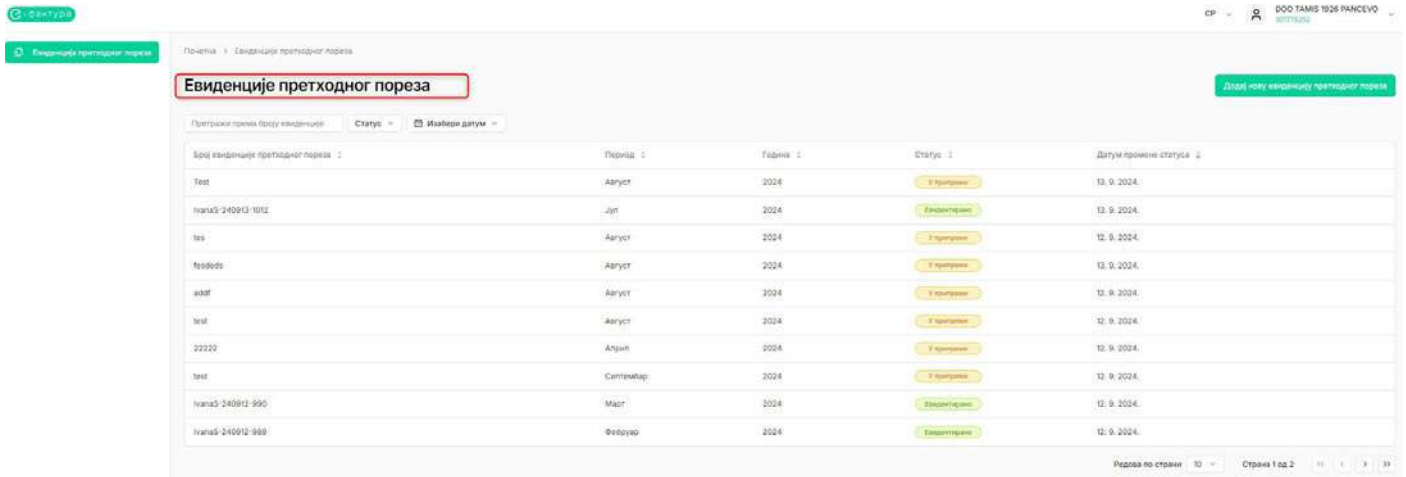 е-фактура
СР
DOO TAMIS 1926 PANCEVO
Евиденција претходног пореза
Почетна > Евиденције претходног пореза
Евиденције претходног пореза
Додај нову евиденцију претходног пореза
Претражи према броју евиденције Статус Изабери датум
Број евиденције претходног пореза Период Година Статус Датум промене статуса
Test Август 2024 У припреми 13. 9. 2024.
IvanaS-240913-1012 Јул 2024 Евидентирано 13. 9. 2024.
tes Август 2024 У припреми 12. 9. 2024.
Август 2024 У припреми 13. 9. 2024.
addf Август 2024 У припреми 13. 9. 2024.
test Август 2024 У припреми 12. 9. 2024.
22222 Април 2024 У припреми 12. 9. 2024.
test Септембар 2024 У припреми 12. 9. 2024.
IvanaS-240912-990 Март 2024 Евидентирано 12. 9. 2024.
IvanaS-240912-988 Фебруар 2024 Евидентирано 12. 9. 2024.
Редова по страни 10 Страна 1 од 2